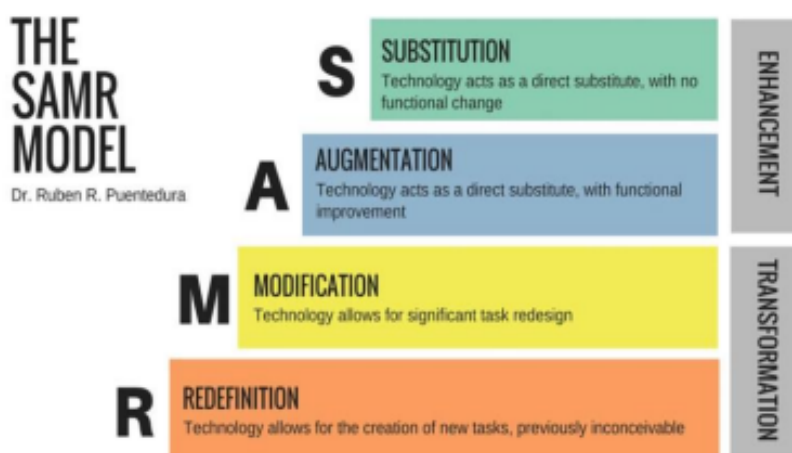 THE
SAMR
MODEL
Dr. Ruben R. Puentedura
S
SUBSTITUTION
Technology acts as a direct substitute, with no
functional change
A
AUGMENTATION
Technology acts as a direct substitute, with functional
improvement
ENHANCEMENT
M
MODIFICATION
Technology allows for significant task redesign
R
REDEFINITION
Technology allows for the creation of new tasks, previously inconceivable
TRANSFORMATION